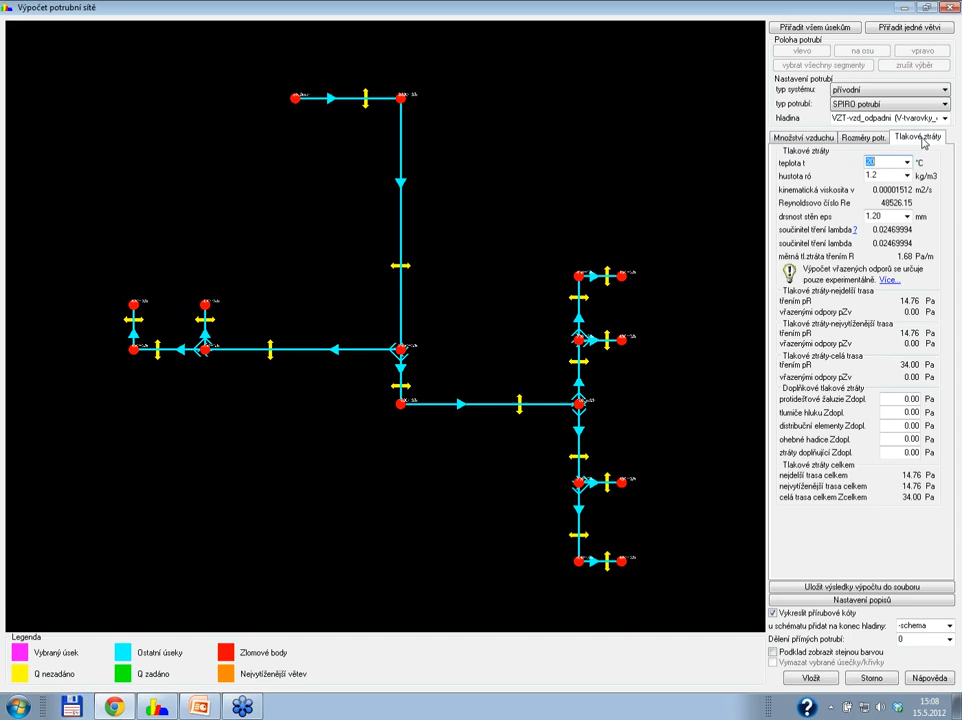 Výpočet potrubní sítě
Přiřadit všem úsekům
Přiřadit jedné větvi
Poloha potrubí
vlevo
na osu
vpravo
vybrat všechny segmenty
zrušit výběr
Nastavení potrubí
typ systému: přívodní
typ potrubí: SPIRO potrubí
hladina VZT-vzd_odpadni (V-tvarovky_
Množství vzduchu
Rozměry potr.
Tlakové ztráty
Tlakové ztráty
teplota t 20 °C
hustota ró 1.2 kg/m3
kinematická viskosita v 0.00001512 m2/s
Reynoldsovo číslo Re 48526.15
drsnost stěn eps 1.20 mm
součinitel tření lambda ? 0.02469994
součinitel tření lambda 0.02469994
měrná tl.ztráta třením R 1.68 Pa/m
Výpočet vřazených odporů se určuje
pouze experimentálně. Více...
Tlakové ztráty-nejdelší trasa
třením pR 14.76 Pa
vřazenými odpory pZv 0.00 Pa
Tlakové ztráty-nejvytíženější trasa
třením pR 14.76 Pa
vřazenými odpory pZv 0.00 Pa
Tlakové ztráty-celá trasa
třením pR 34.00 Pa
vřazenými odpory pZv 0.00 Pa
Doplňkové tlakové ztráty
protidešťové žaluzie Zdopl. 0.00 Pa
tlumiče hluku Zdopl. 0.00 Pa
distribuční elementy Zdopl. 0.00 Pa
ohebné hadice Zdopl. 0.00 Pa
ztráty doplňující Zdopl. 0.00 Pa
Tlakové ztráty celkem
nejdelší trasa celkem 14.76 Pa
nejvytíženější trasa celkem 14.76 Pa
celá trasa celkem Zcelkem 34.00 Pa
Uložit výsledky výpočtu do souboru
Nastavení popisů
Vykreslit přírubové kóty
u schématu přidat na konec hladiny: -schema
Dělení přímých potrubí: 0
Podklad zobrazit stejnou barvou
Vymazat vybrané úsečky/křivky
Vložit
Storno
Nápověda
Legenda
Vybraný úsek
Ostatní úseky
Zlomové body
Q nezadáno
Q zadáno
Nejvytíženější větev
15:08
15.5.2012